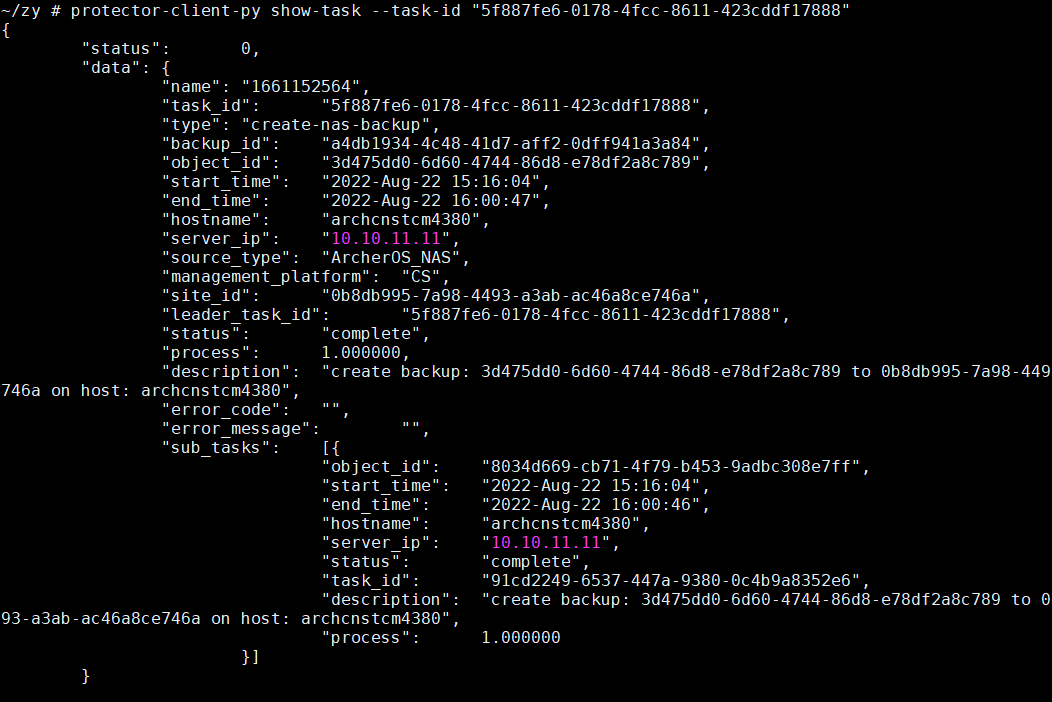 ~/zy # protector-client-py show-task --task-id "5f887fe6-0178-4fcc-8611-423cddf17888"
{
"status": 0,
"data": {
"name": "1661152564",
"task_id": "5f887fe6-0178-4fcc-8611-423cddf17888",
"type": "create-nas-backup",
"backup_id": "a4db1934-4c48-41d7-aff2-0dff941a3a84",
"object_id": "3d475dd0-6d60-4744-86d8-e78df2a8c789",
"start_time": "2022-Aug-22 15:16:04",
"end_time": "2022-Aug-22 16:00:47",
"hostname": "archcnstcm4380",
"server_ip": "10.10.11.11",
"source_type": "ArcherOS_NAS",
"management_platform": "CS",
"site_id": "0b8db995-7a98-4493-a3ab-ac46a8ce746a",
"leader_task_id": "5f887fe6-0178-4fcc-8611-423cddf17888",
"status": "complete",
"process": 1.000000,
"description": "create backup: 3d475dd0-6d60-4744-86d8-e78df2a8c789 to 0b8db995-7a98-449
746a on host: archcnstcm4380",
"error_code": "",
"error_message": "",
"sub_tasks": [{
"object_id": "8034d669-cb71-4f79-b453-9adbc308e7ff",
"start_time": "2022-Aug-22 15:16:04",
"end_time": "2022-Aug-22 16:00:46",
"hostname": "archcnstcm4380",
"server_ip": "10.10.11.11",
"status": "complete",
"task_id": "91cd2249-6537-447a-9380-0c4b9a8352e6",
"description": "create backup: 3d475dd0-6d60-4744-86d8-e78df2a8c789 to 0
93-a3ab-ac46a8ce746a on host: archcnstcm4380",
"process": 1.000000
}]
}